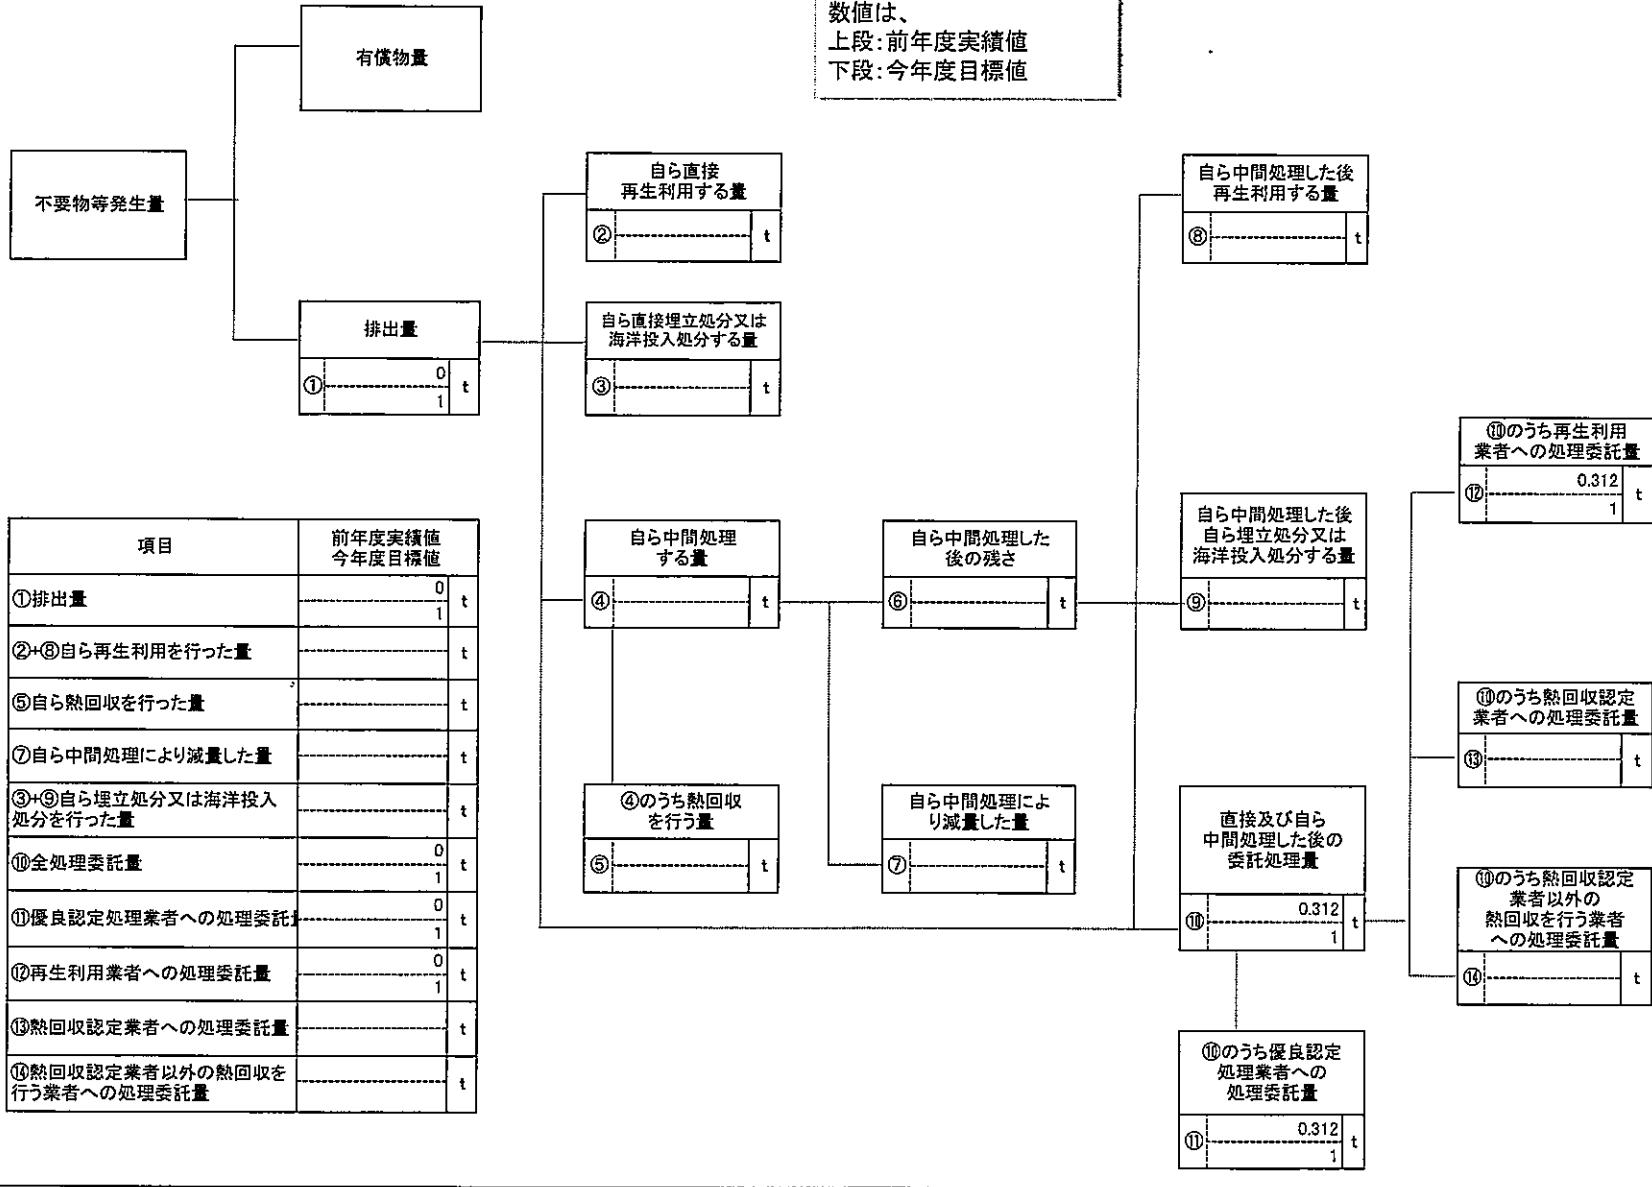 数値は、
上段:前年度実績値
下段:今年度目標値
有償物量
不要物等発生量
排出量
① 0 t
1
自ら直接
再生利用する量
② t
自ら直接埋立処分又は
海洋投入処分する量
③ t
自ら中間処理
する量
④ t
④のうち熱回収
を行う量
⑤ t
自ら中間処理した
後の残さ
⑥ t
自ら中間処理によ
り減量した量
⑦ t
自ら中間処理した後
再生利用する量
⑧ t
自ら中間処理した後
自ら埋立処分又は
海洋投入処分する量
⑨ t
直接及び自ら
中間処理した後の
委託処理量
⑩ 0.312 t
1
⑩のうち優良認定
処理業者への
処理委託量
⑪ 0.312 t
1
⑩のうち再生利用
業者への処理委託量
⑫ 0.312 t
1
⑩のうち熱回収認定
業者への処理委託量
⑬ t
⑩のうち熱回収認定
業者以外の
熱回収を行う業者
への処理委託量
⑭ t
項目 前年度実績値
今年度目標値
①排出量 0 t
1
②+⑧自ら再生利用を行った量 t
⑤自ら熱回収を行った量 t
⑦自ら中間処理により減量した量 t
③+⑨自ら埋立処分又は海洋投入
処分を行った量 t
⑩全処理委託量 0 t
1
⑪優良認定処理業者への処理委託 0 t
1
⑫再生利用業者への処理委託量 0 t
1
⑬熱回収認定業者への処理委託量 t
⑭熱回収認定業者以外の熱回収を
行う業者への処理委託量 t